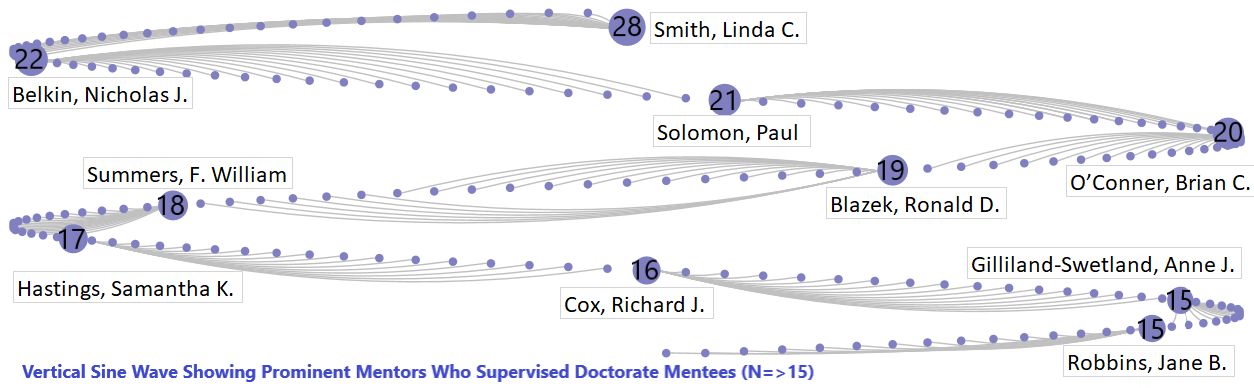 28
Smith, Linda C.
22
Belkin, Nicholas J.
21
Solomon, Paul
20
O’Conner, Brian C.
19
Blazek, Ronald D.
Summers, F. William
18
17
Hastings, Samantha K.
16
Cox, Richard J.
Gilliland-Swetland, Anne J.
15
15
Robbins, Jane B.
Vertical Sine Wave Showing Prominent Mentors Who Supervised Doctorate Mentees (N=>15)